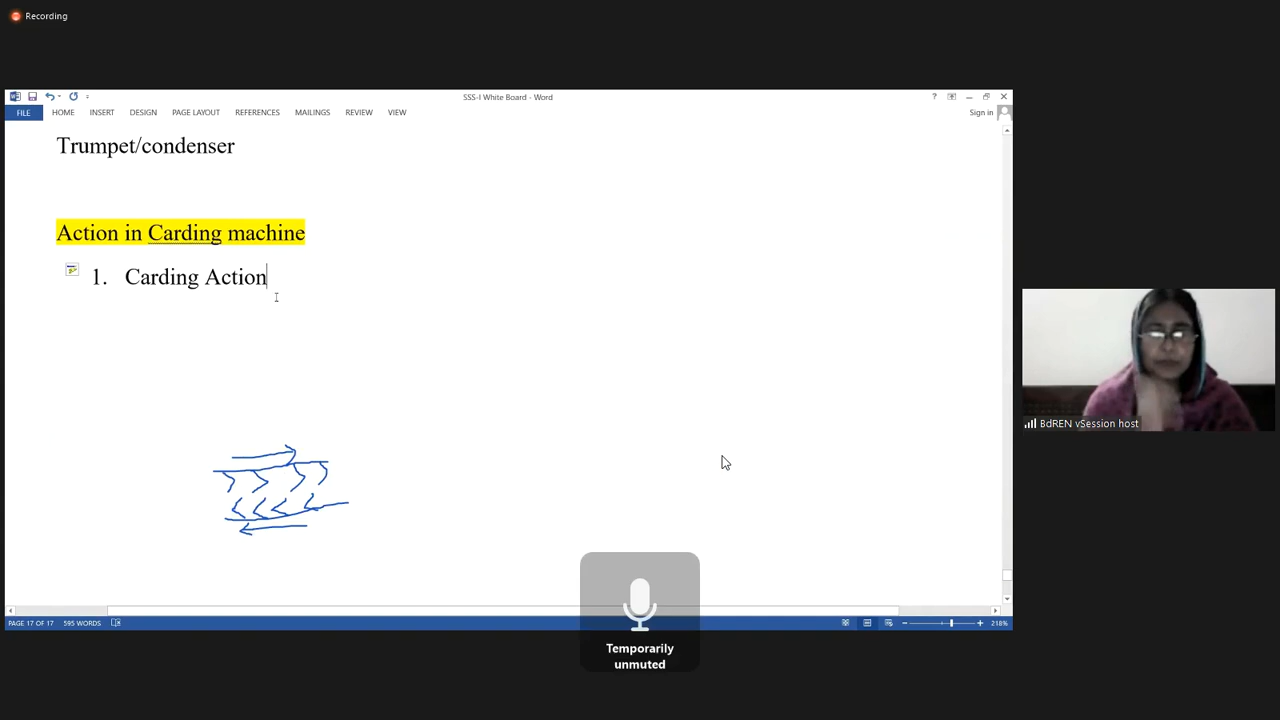 Recording
SSS-I White Board - Word
?
FILE HOME INSERT DESIGN PAGE LAYOUT REFERENCES MAILINGS REVIEW VIEW Sign in
Trumpet/condenser
Action in Carding machine
1. Carding Action
BdREN vSession host
Temporarily
unmuted
PAGE 17 OF 17 595 WORDS 218%